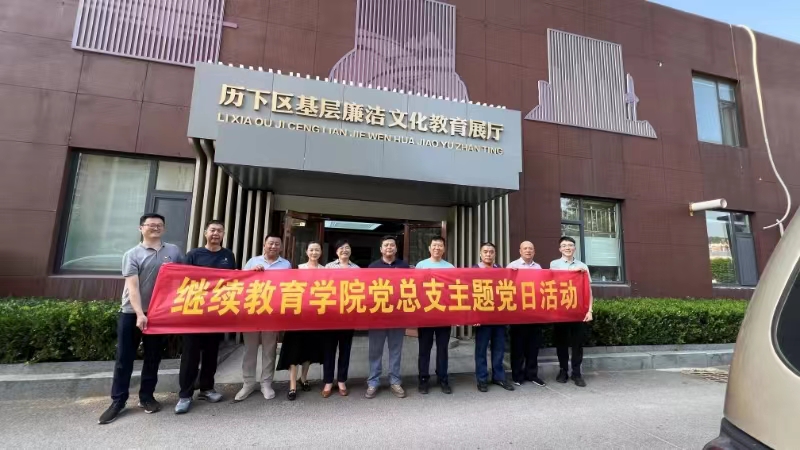 历下区基层廉洁文化教育展厅
LI XIA QU JI CENG LIAN JIE WEN HUA JIAO YU ZHAN TING
继续教育学院党总支主题党日活动